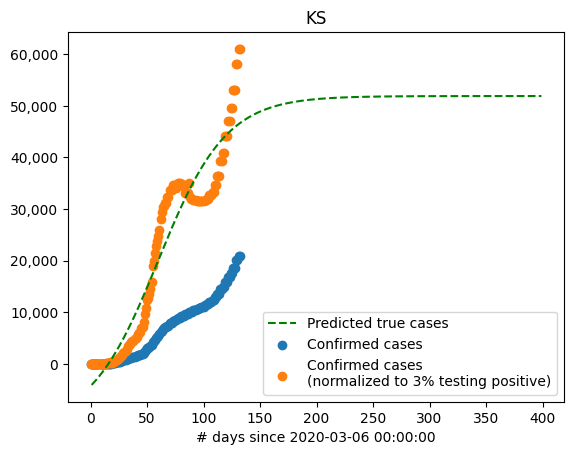 KS
60,000
50,000
40,000
30,000
20,000
10,000
0
Predicted true cases
Confirmed cases
Confirmed cases
(normalized to 3% testing positive)
0 50 100 150 200 250 300 350 400
# days since 2020-03-06 00:00:00